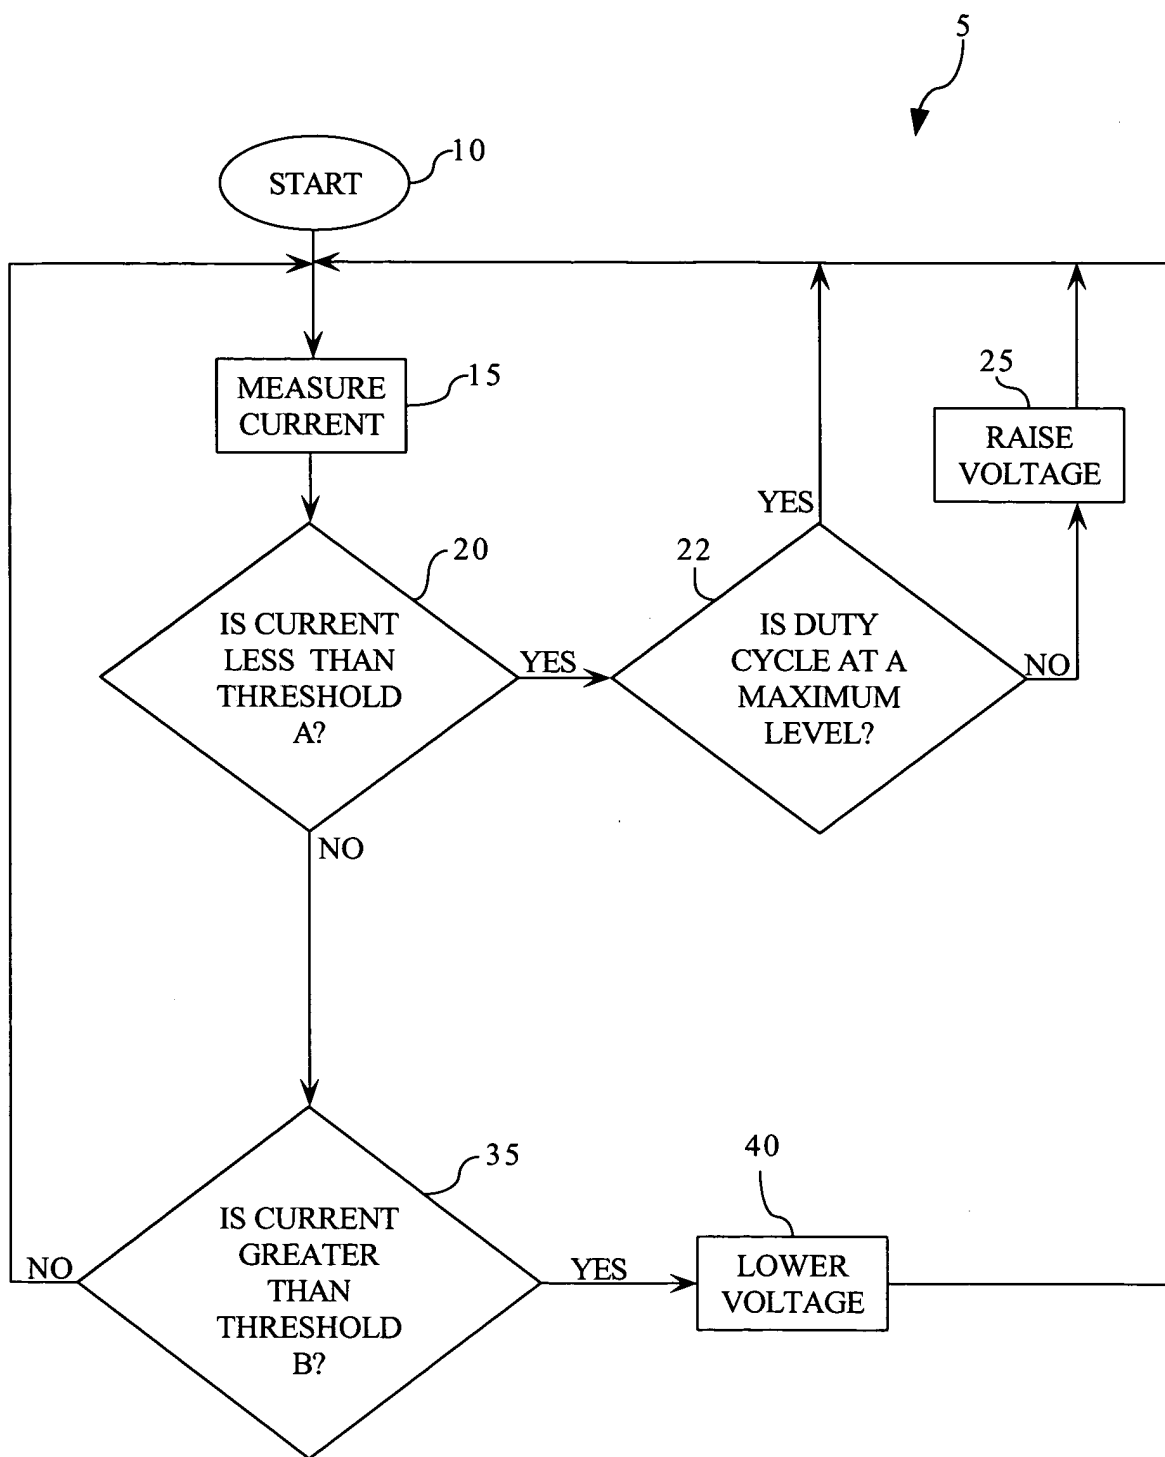 5
10
START
15
MEASURE
CURRENT
25
RAISE
VOLTAGE
YES
20
22
IS CURRENT
LESS THAN
THRESHOLD
A?
YES
IS DUTY
CYCLE AT A
MAXIMUM
LEVEL?
NO
NO
35
40
IS CURRENT
GREATER
THAN
THRESHOLD
B?
NO
YES
LOWER
VOLTAGE